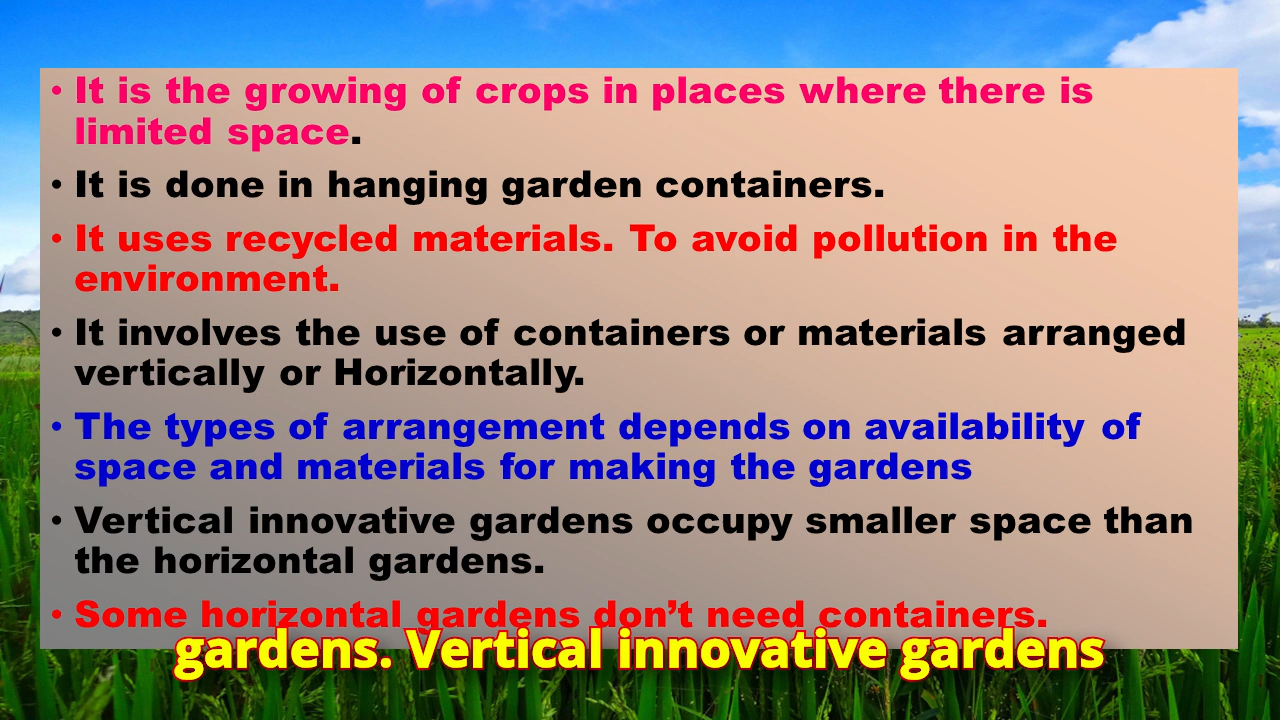 • It is the growing of crops in places where there is
limited space.
• It is done in hanging garden containers.
• It uses recycled materials. To avoid pollution in the
environment.
• It involves the use of containers or materials arranged
vertically or Horizontally.
• The types of arrangement depends on availability of
space and materials for making the gardens
• Vertical innovative gardens occupy smaller space than
the horizontal gardens.
• Some horizontal gardens don’t need containers.
gardens. Vertical innovative gardens